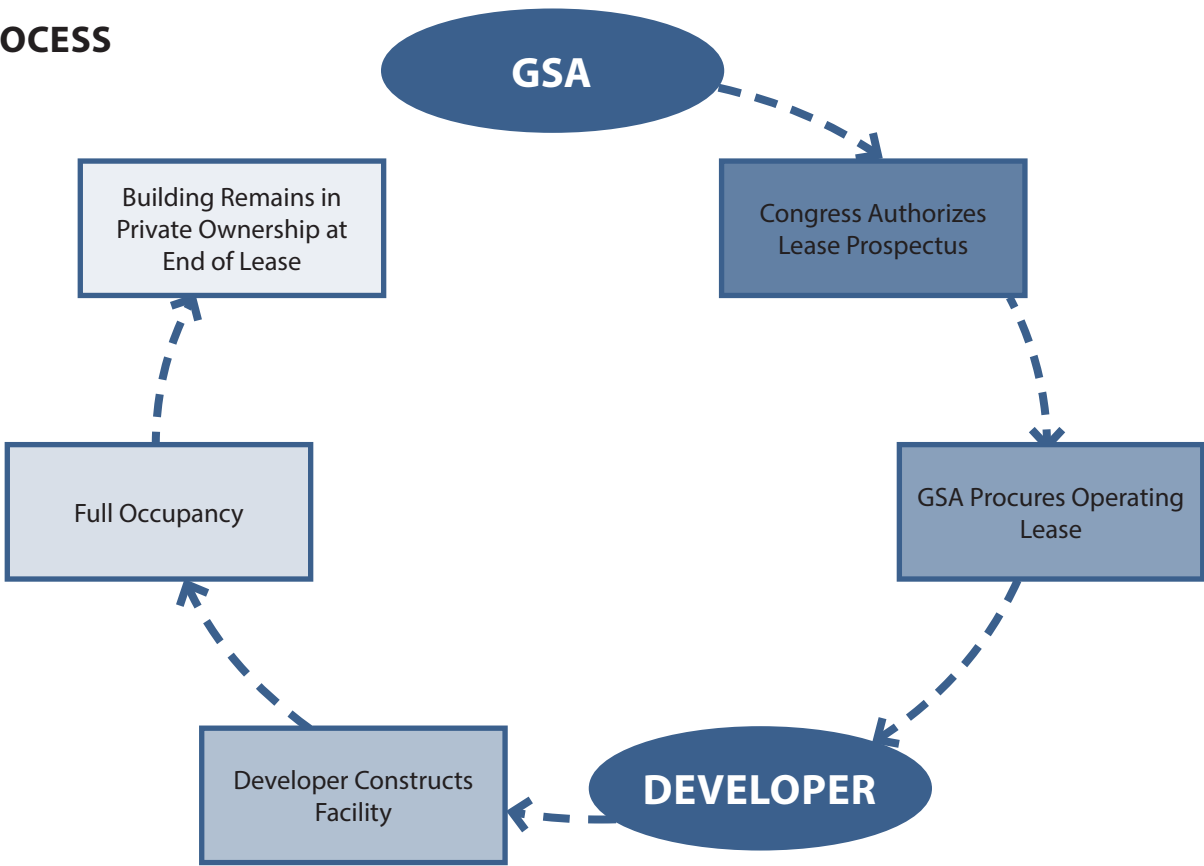 OCESS
GSA
Congress Authorizes
Lease Prospectus
GSA Procures Operating
Lease
DEVELOPER
Developer Constructs
Facility
Full Occupancy
Building Remains in
Private Ownership at
End of Lease